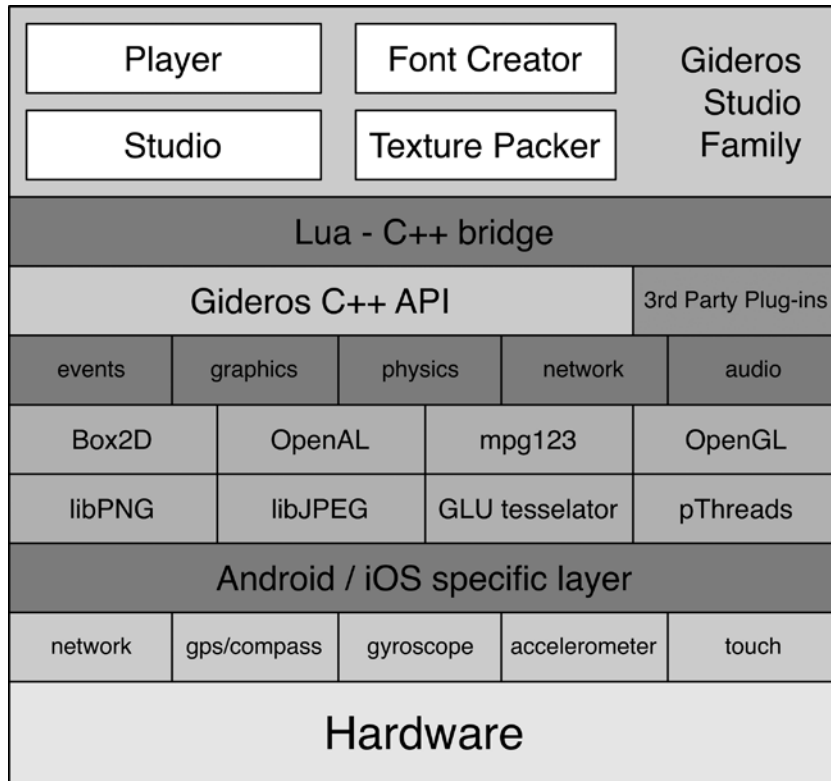 Player
Font Creator
Gideros
Studio
Family
Studio
Texture Packer
Lua - C++ bridge
Gideros C++ API
3rd Party Plug-ins
events
graphics
physics
network
audio
Box2D
OpenAL
mpg123
OpenGL
libPNG
libJPEG
GLU tesselator
pThreads
Android / iOS specific layer
network
gps/compass
gyroscope
accelerometer
touch
Hardware